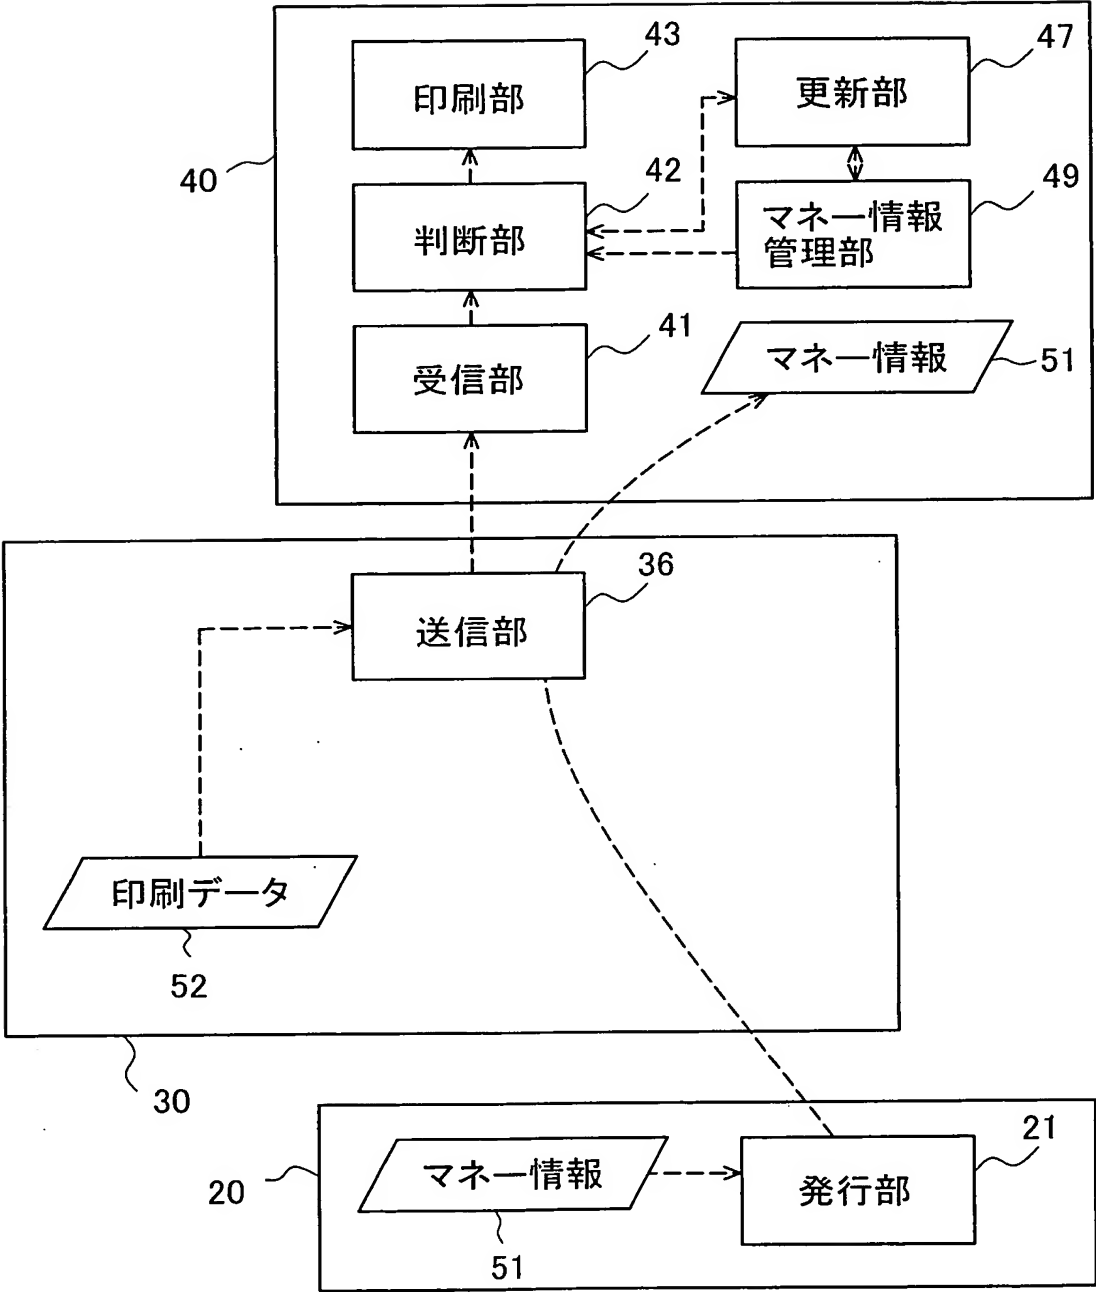 43
印刷部
47
更新部
40
42
判断部
49
マネー情報
管理部
41
受信部
マネー情報
51
36
送信部
印刷データ
52
30
20
マネー情報
51
21
発行部